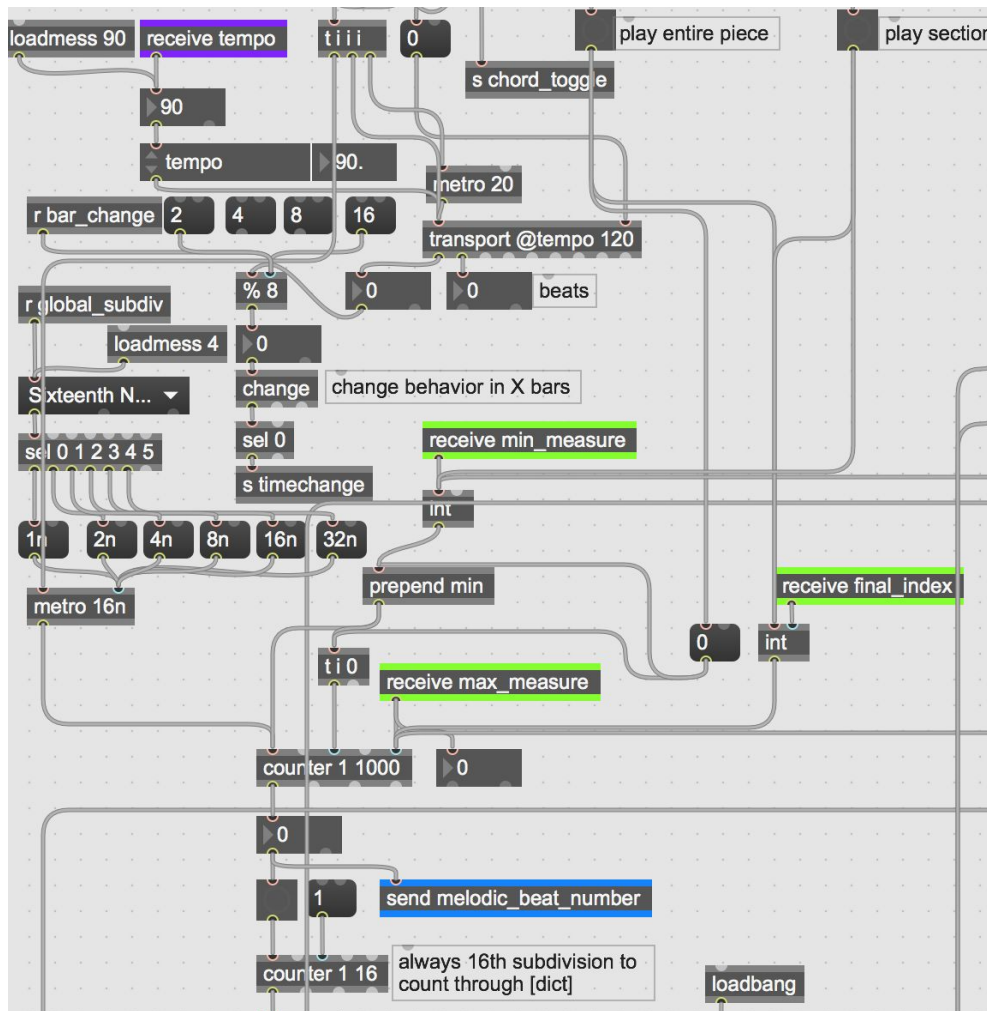 loadmess 90
receive tempo
t i i i
0
play entire piece
play section
s chord_toggle
90
tempo
90.
metro 20
r bar_change
2
4
8
16
transport @tempo 120
% 8
0
0
beats
r global_subdiv
loadmess 4
0
Sixteenth N...
change
change behavior in X bars
sel 0 1 2 3 4 5
sel 0
receive min_measure
s timechange
int
1n
2n
4n
8n
16n
32n
prepend min
receive final_index
metro 16n
0
int
t i 0
receive max_measure
counter 1 1000
0
0
1
send melodic_beat_number
counter 1 16
always 16th subdivision to
count through [dict]
loadbang